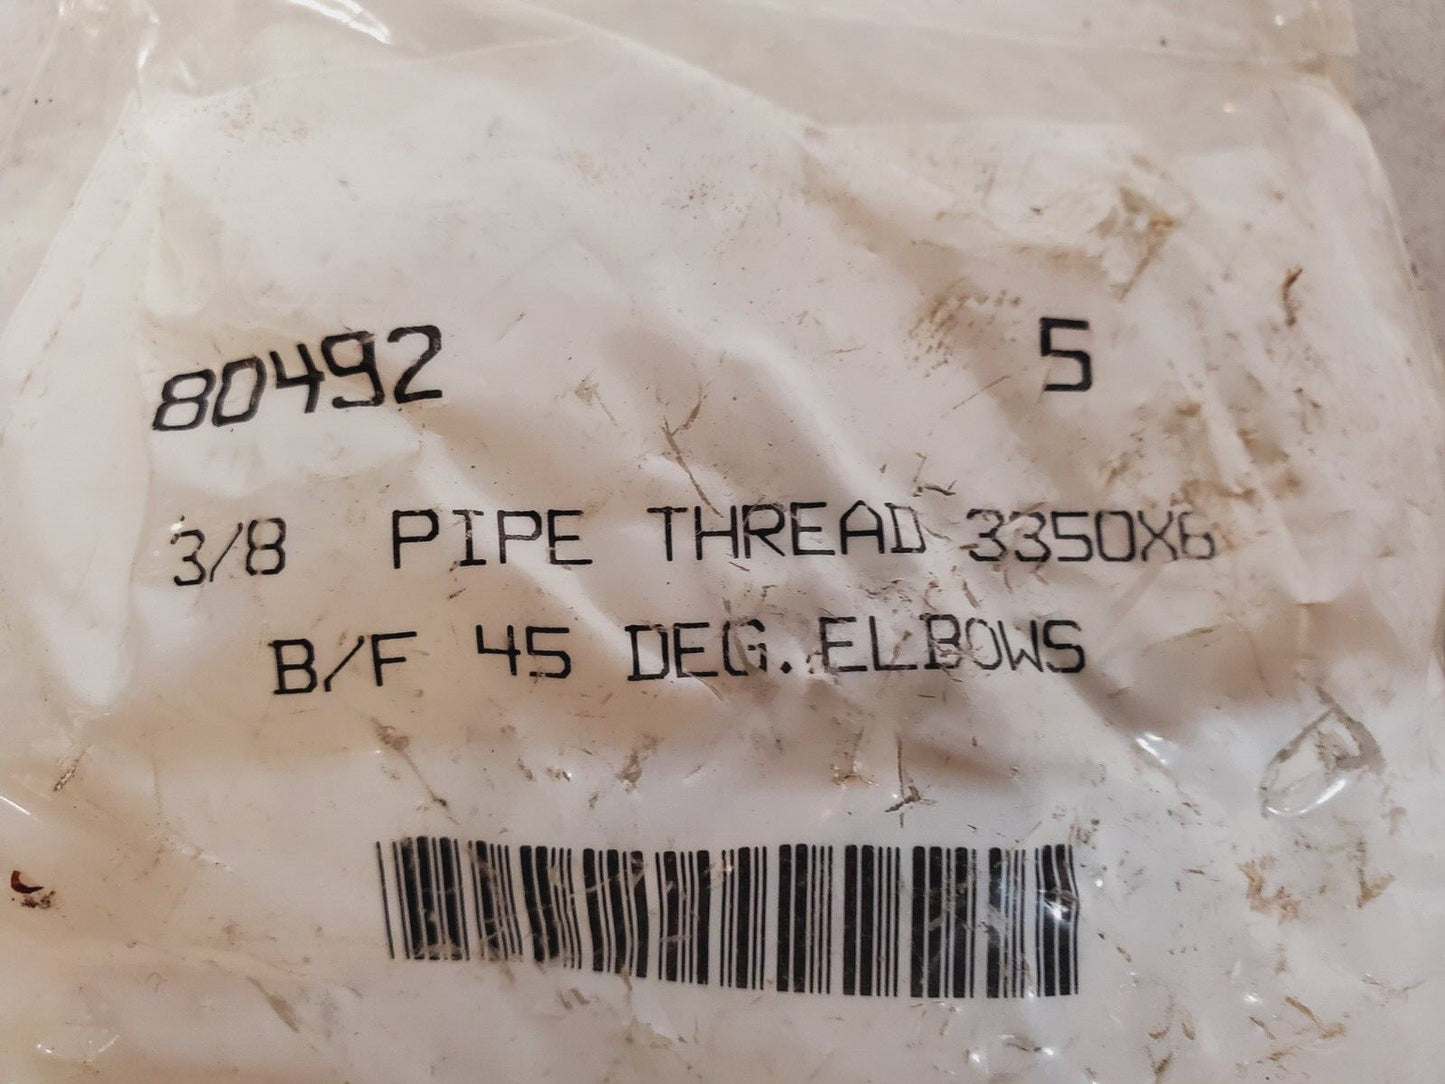 80492 5
3/8 PIPE THREAD 3350X6
B/F 45 DEG. ELBOWS